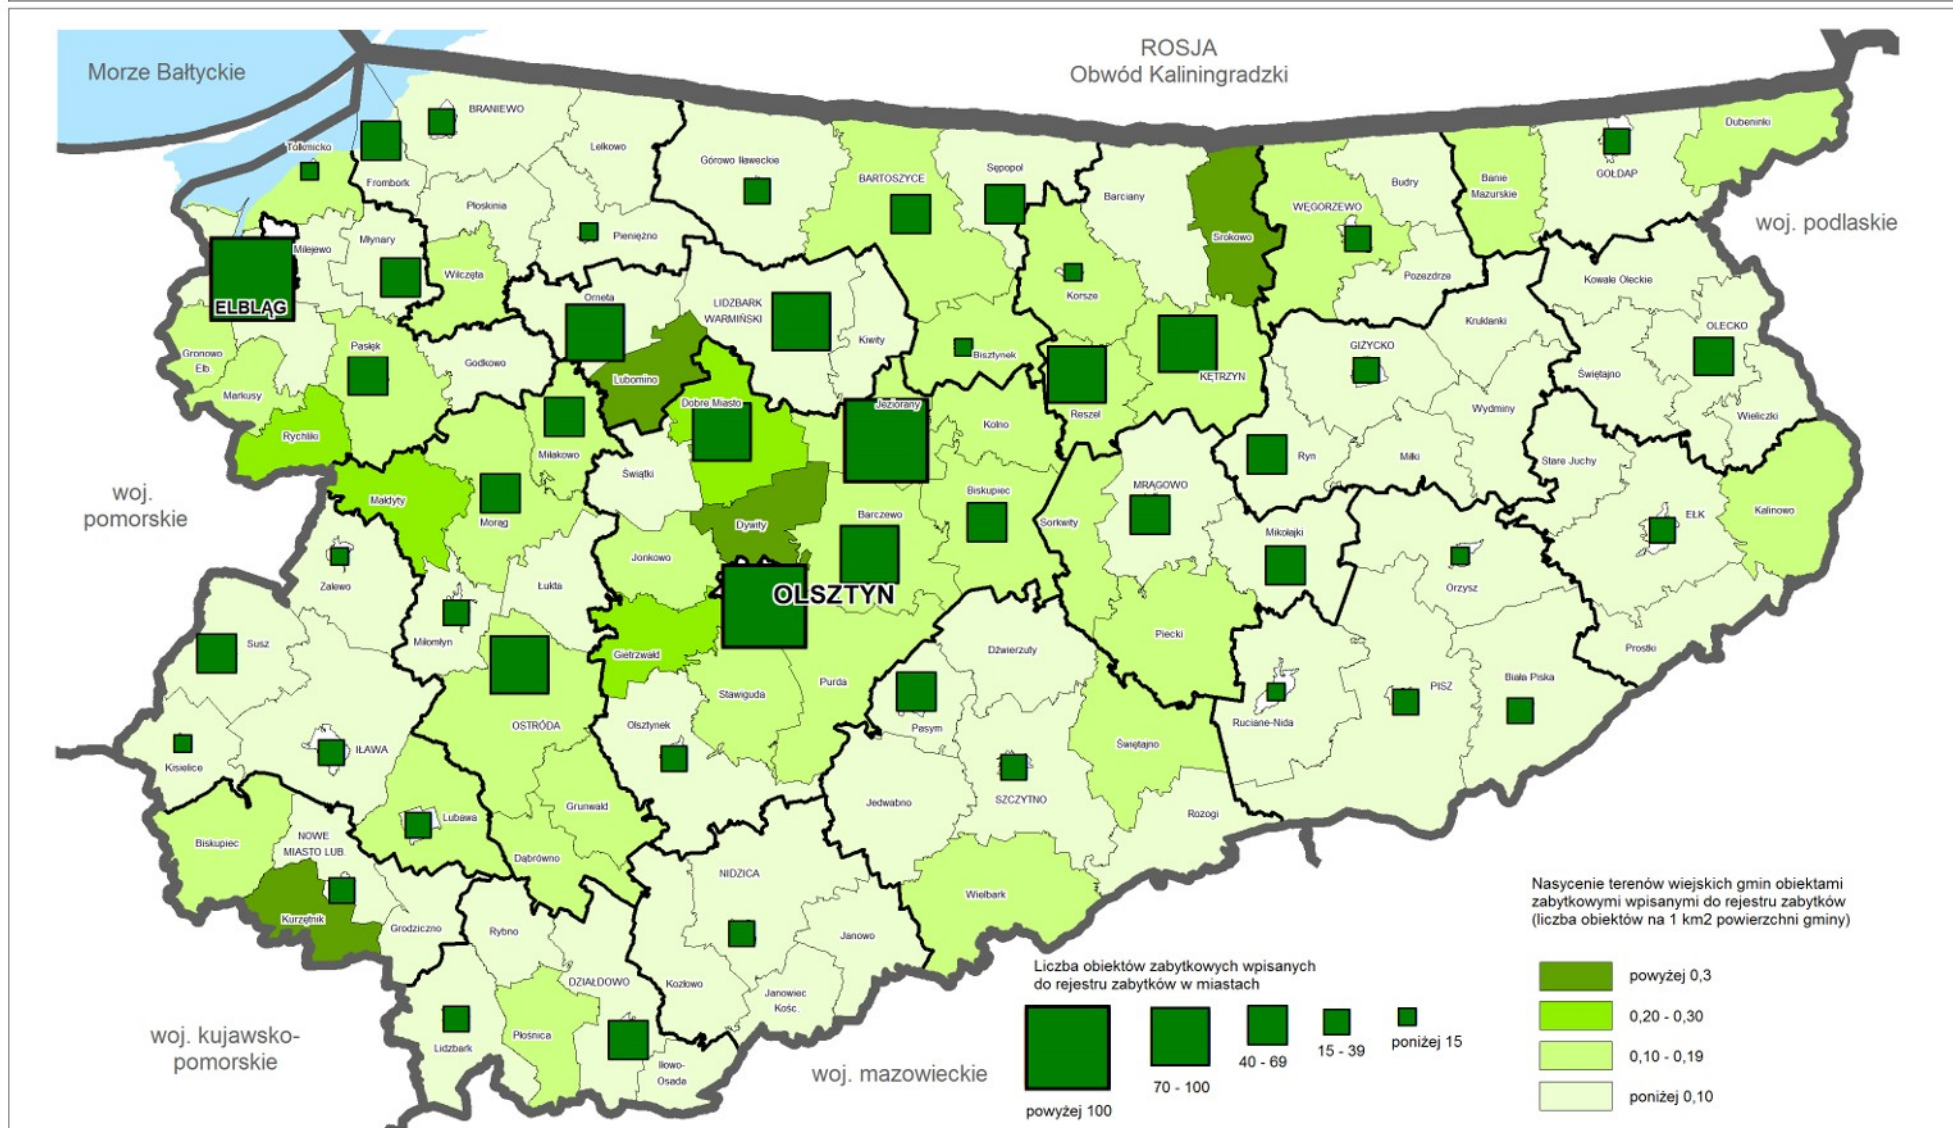 ROSJA
Obwód Kaliningradzki
Morze Bałtyckie
BRANIEWO
Dubeninki
Tolkmicko
Lelkowo
Górowo Iławeckie
Sępopol
GOŁDAP
Frombork
BARTOSZYCE
Budry
Banie
Mazurskie
Barciany
Płoskinia
WĘGORZEWO
woj. podlaskie
Pieniężno
Srokowo
Młynary
Milejewo
Wilczęta
Pozezdrze
Kowale Oleckie
Korsze
Orneta
LIDZBARK
WARMIŃSKI
ELBLĄG
Kruklanki
OLECKO
Kiwity
Pasłęk
GIŻYCKO
Gronowo
Elb.
Bisztynek
Godkowo
Świętajno
KĘTRZYN
Lubomino
Markusy
Dobre Miasto
Jeziorany
Wydminy
Reszel
Wieliczki
Kolno
Rychliki
Miłakowo
Ryn
Miłki
Stare Juchy
Świątki
MRĄGOWO
woj.
pomorskie
Biskupiec
Małdyty
Kalinowo
Barczewo
EŁK
Morąg
Dywity
Sorkwity
Mikołajki
Jonkowo
Zalewo
Łukta
Orzysz
OLSZTYN
Piecki
Susz
Miłomłyn
Dźwierzuty
Prostki
Gietrzwałd
Biała Piska
Purda
PISZ
Stawiguda
OSTRÓDA
Olsztynek
Pasym
Ruciane-Nida
IŁAWA
Świętajno
Kisielice
Jedwabno
SZCZYTNO
Grunwald
Rozogi
Lubawa
NOWE
MIASTO LUB.
Biskupiec
Dąbrówno
NIDZICA
Wielbark
Kurzętnik
Grodziczno
Rybno
Janowo
DZIAŁDOWO
Kozłowo
Janowiec
Kośc.
Płośnica
Lidzbark
Iłowo-
Osada
woj. kujawsko-
pomorskie
woj. mazowieckie
Liczba obiektów zabytkowych wpisanych
do rejestru zabytków w miastach
powyżej 100
70 - 100
40 - 69
15 - 39
poniżej 15
Nasycenie terenów wiejskich gmin obiektami
zabytkowymi wpisanymi do rejestru zabytków
(liczba obiektów na 1 km2 powierzchni gminy)
powyżej 0,3
0,20 - 0,30
0,10 - 0,19
poniżej 0,10